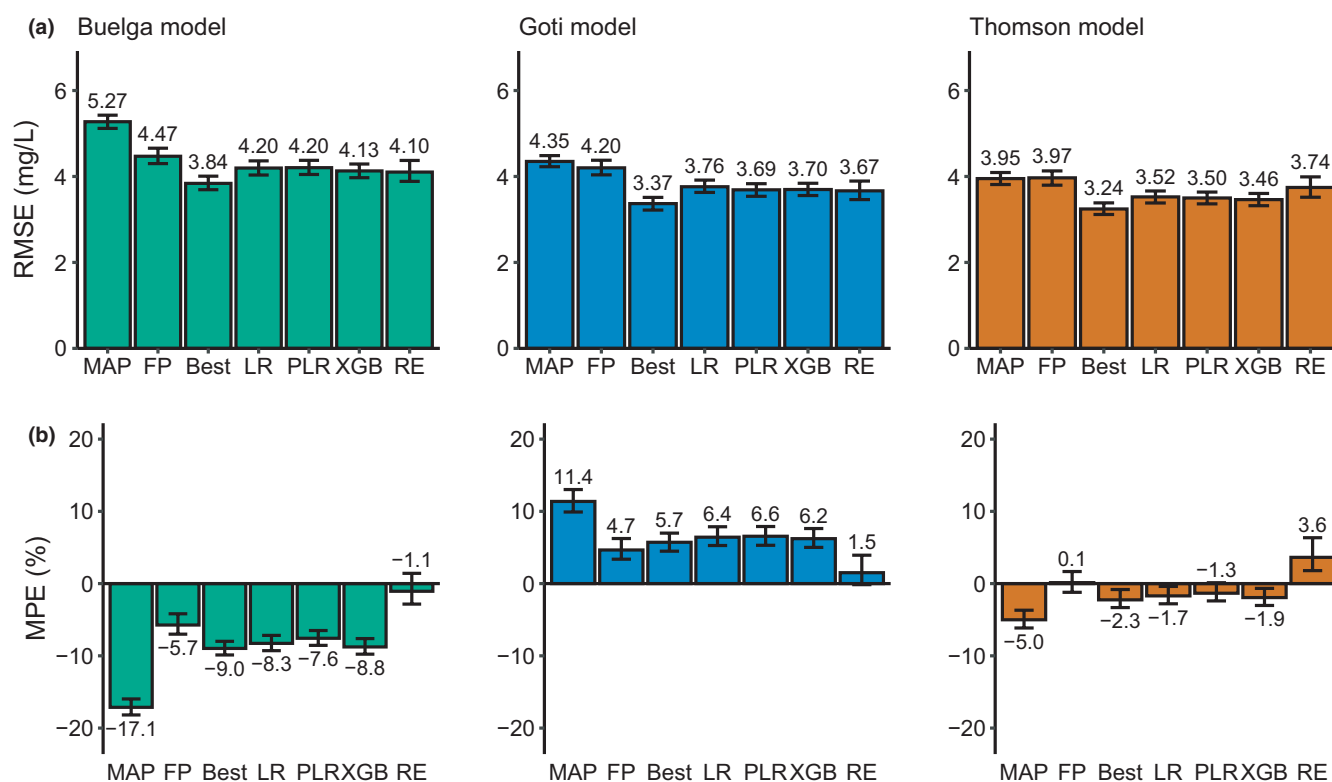 (a) Buelga model Goti model Thomson model
RMSE (mg/L)
6
4
2
0
5.27 4.47 3.84 4.20 4.20 4.13 4.10
MAP FP Best LR PLR XGB RE
6
4
2
0
4.35 4.20 3.37 3.76 3.69 3.70 3.67
MAP FP Best LR PLR XGB RE
6
4
2
0
3.95 3.97 3.24 3.52 3.50 3.46 3.74
MAP FP Best LR PLR XGB RE
(b)
MPE (%)
20
10
0
−10
−20
−17.1 −5.7 −9.0 −8.3 −7.6 −8.8 −1.1
MAP FP Best LR PLR XGB RE
20
10
0
−10
−20
11.4 4.7 5.7 6.4 6.6 6.2 1.5
MAP FP Best LR PLR XGB RE
20
10
0
−10
−20
−5.0 0.1 −2.3 −1.7 −1.3 −1.9 3.6
MAP FP Best LR PLR XGB RE